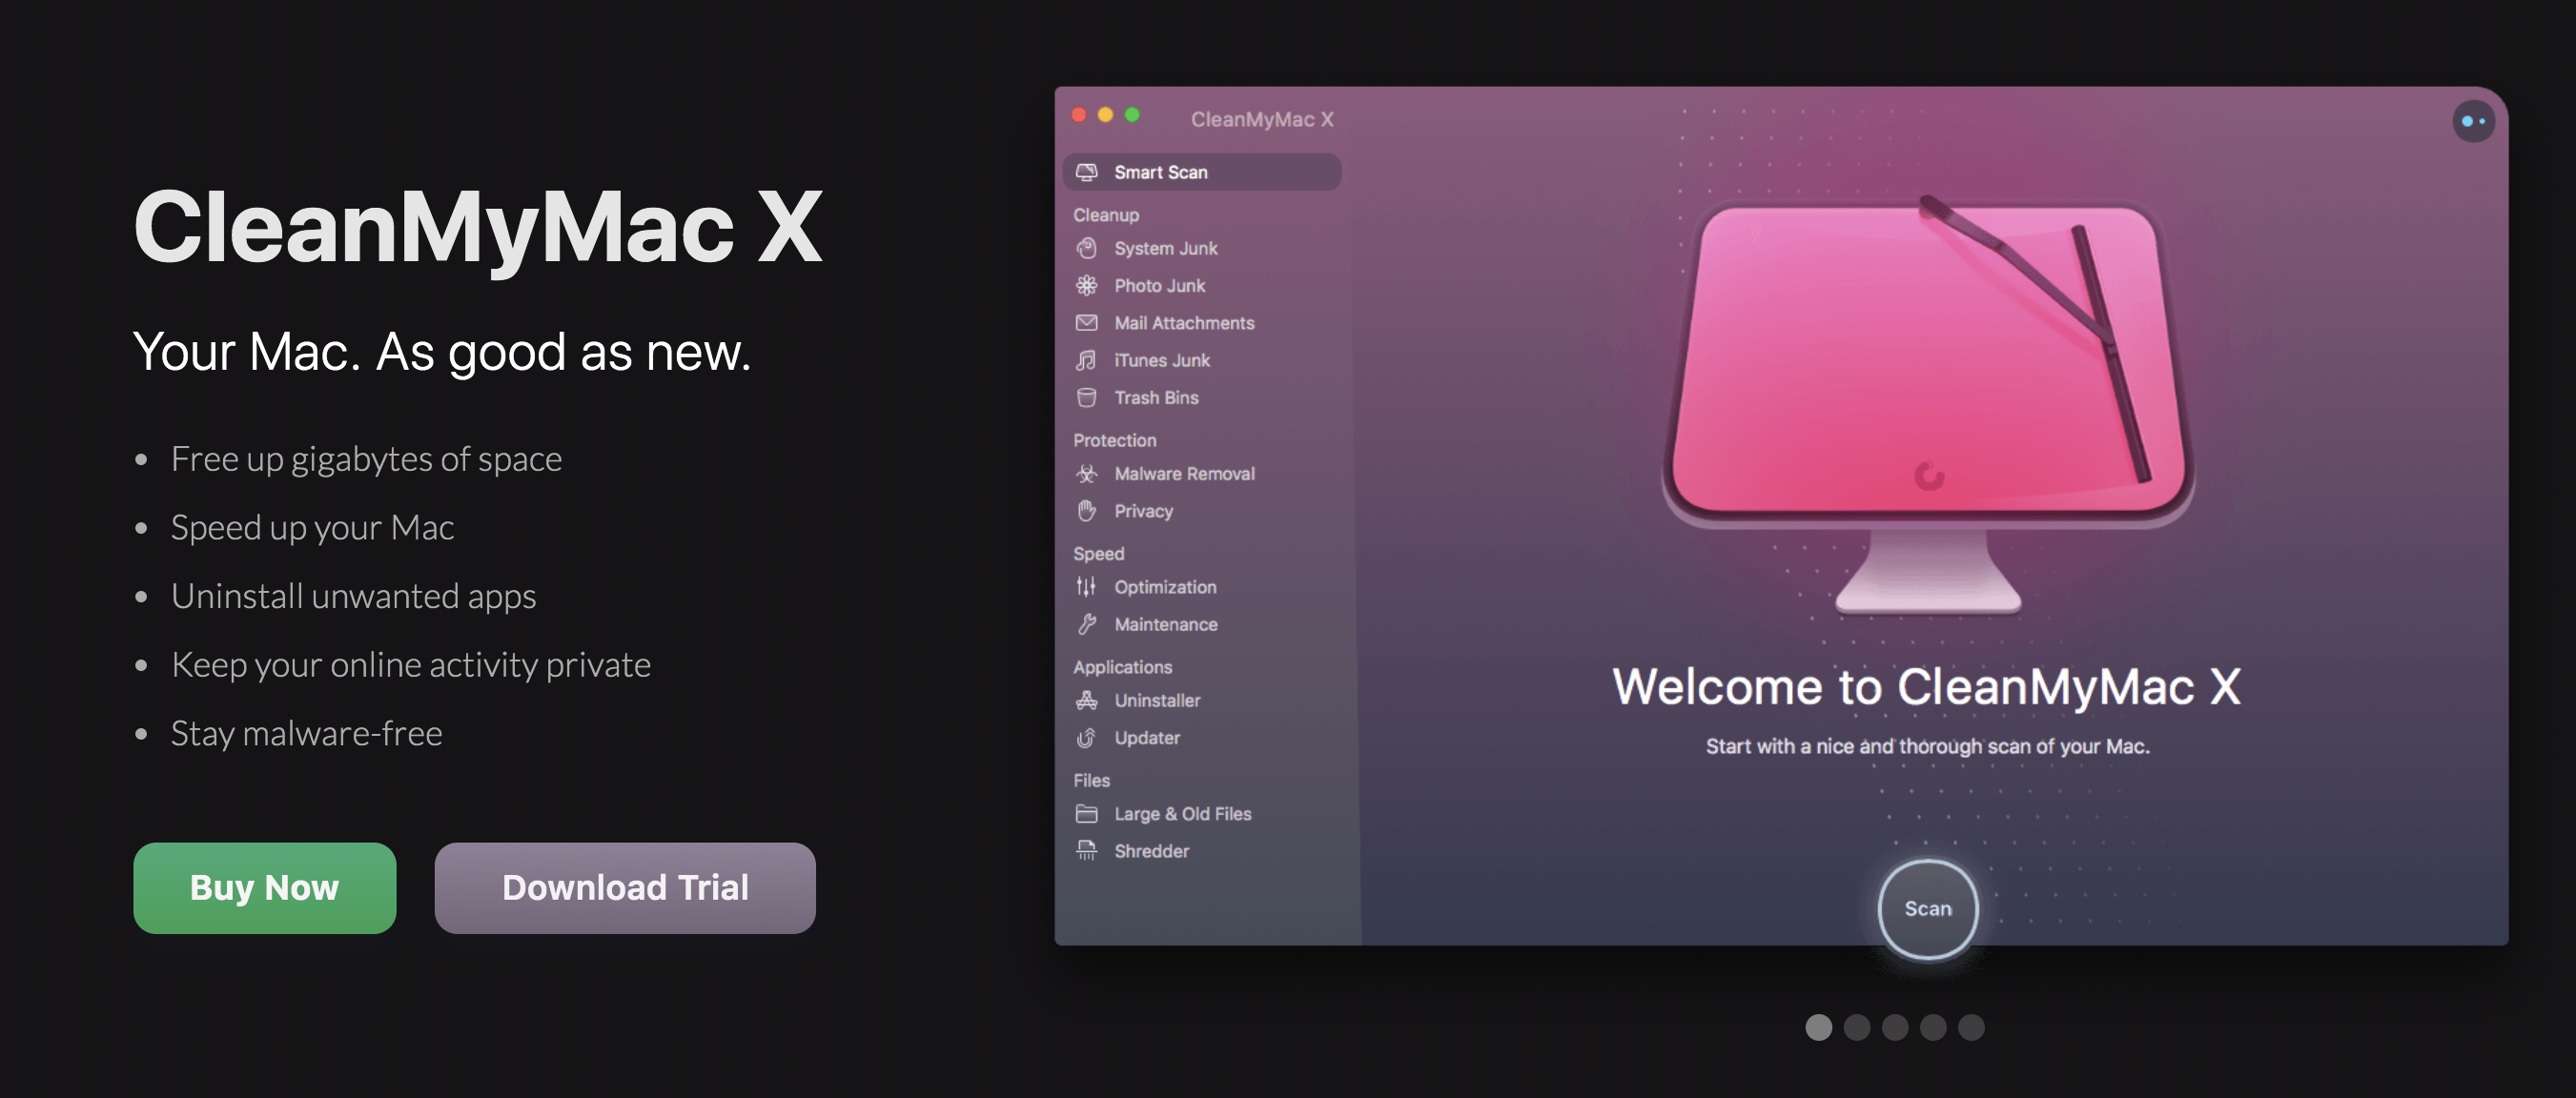 CleanMyMac X
Your Mac. As good as new.
Free up gigabytes of space
Speed up your Mac
Uninstall unwanted apps
Keep your online activity private
Stay malware-free
Buy Now
Download Trial
CleanMyMac X
Smart Scan
Cleanup
System Junk
Photo Junk
Mail Attachments
iTunes Junk
Trash Bins
Protection
Malware Removal
Privacy
Speed
Optimization
Maintenance
Applications
Uninstaller
Updater
Files
Large & Old Files
Shredder
Welcome to CleanMyMac X
Start with a nice and thorough scan of your Mac.
Scan